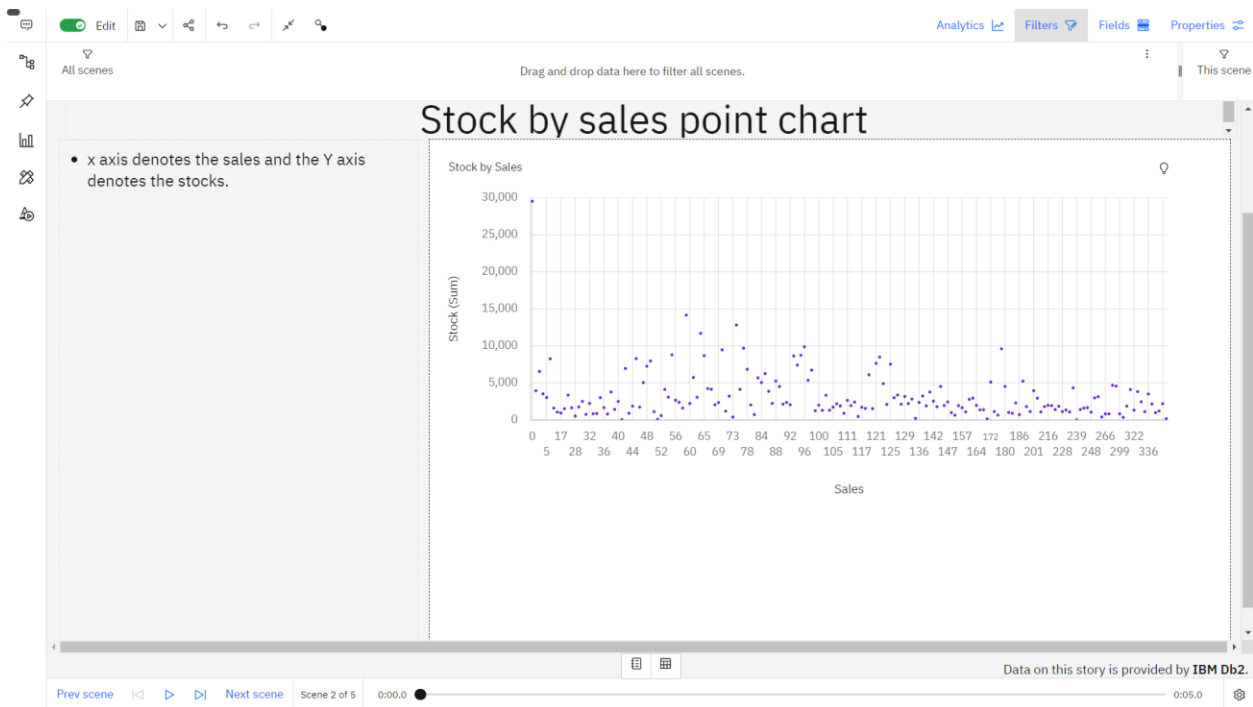 Edit
Analytics
Filters
Fields
Properties
All scenes
Drag and drop data here to filter all scenes.
This scene
Stock by sales point chart
• x axis denotes the sales and the Y axis
denotes the stocks.
Stock by Sales
30,000
25,000
20,000
15,000
10,000
5,000
0
Stock (Sum)
0 17 32 40 48 56 65 73 84 92 100 111 121 129 142 157 172 186 216 239 266 322
5 28 36 44 52 60 69 78 88 96 105 117 125 136 147 164 180 201 228 248 299 336
Sales
Data on this story is provided by IBM Db2.
Prev scene
Next scene
Scene 2 of 5
0:00.0
0:05.0